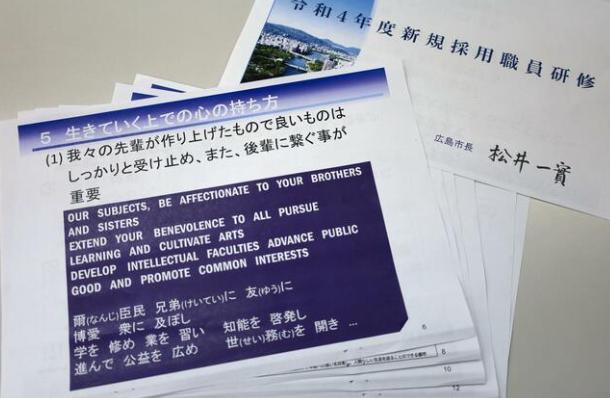 令和４年度新規採用職員研修
広島市長 松井一實
5 生きていく上での心の持ち方
(1) 我々の先輩が作り上げたもので良いものは
しっかりと受け止め、また、後輩に繋ぐ事が
重要
OUR SUBJECTS, BE AFFECTIONATE TO YOUR BROTHERS
AND SISTERS
EXTEND YOUR BENEVOLENCE TO ALL PURSUE
LEARNING AND CULTIVATE ARTS
DEVELOP INTELLECTUAL FACULTIES ADVANCE PUBLIC
GOOD AND PROMOTE COMMON INTERESTS
爾(なんじ)臣民 兄弟(けいてい)に 友(ゆう)に
博愛 衆に 及ぼし
学を 修め 業を 習い 知能を 啓発し
進んで 公益を 広め 世(せい)務(む)を 開き …
6
8
10
12